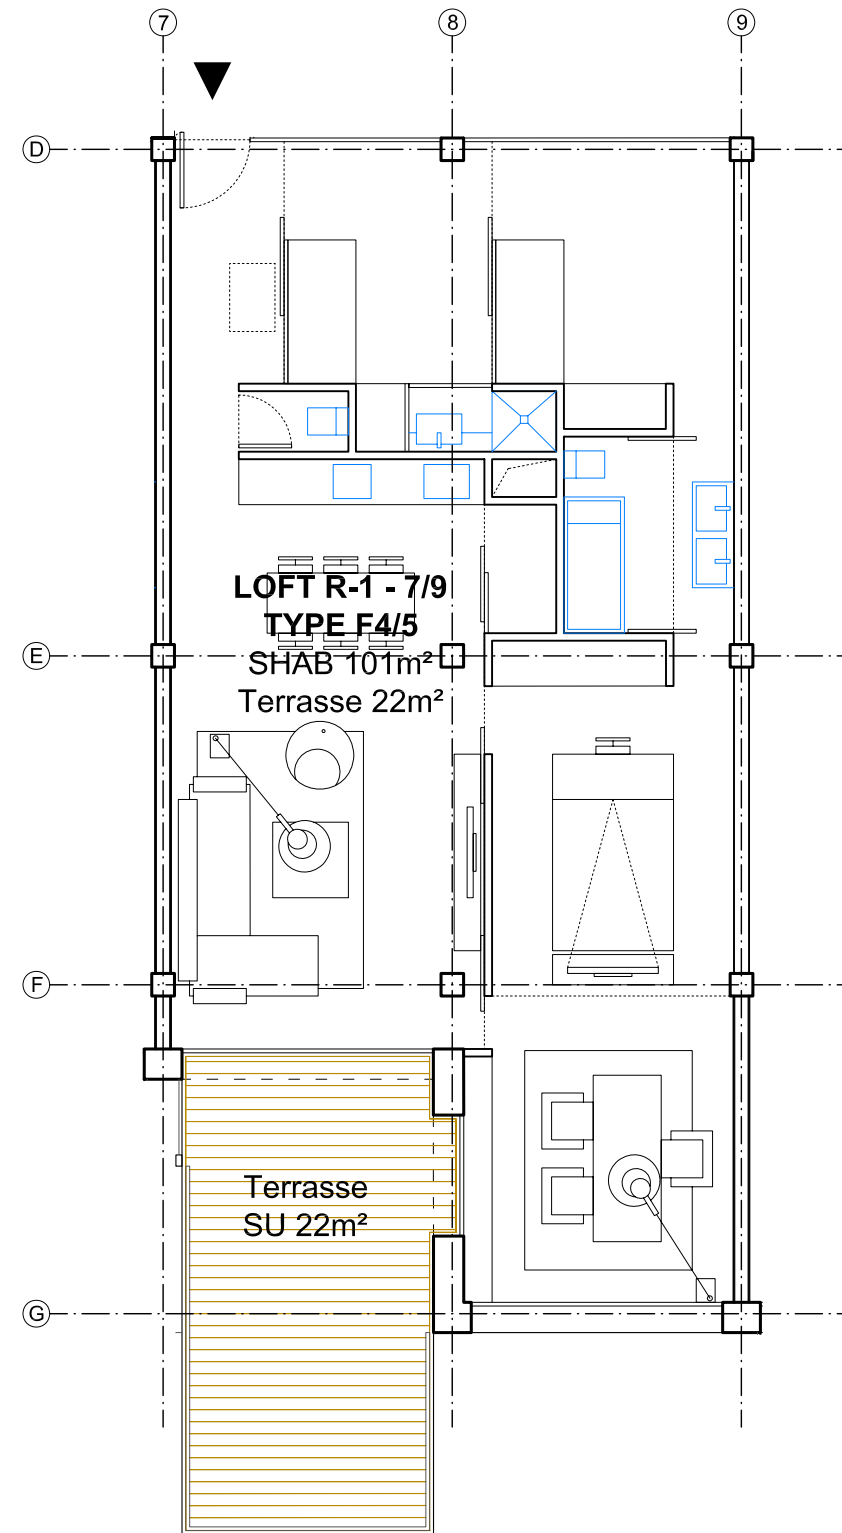 7
8
9
D
LOFT R-1 - 7/9
TYPE F4/5
E
SHAB 101m²
Terrasse 22m²
F
Terrasse
SU 22m²
G